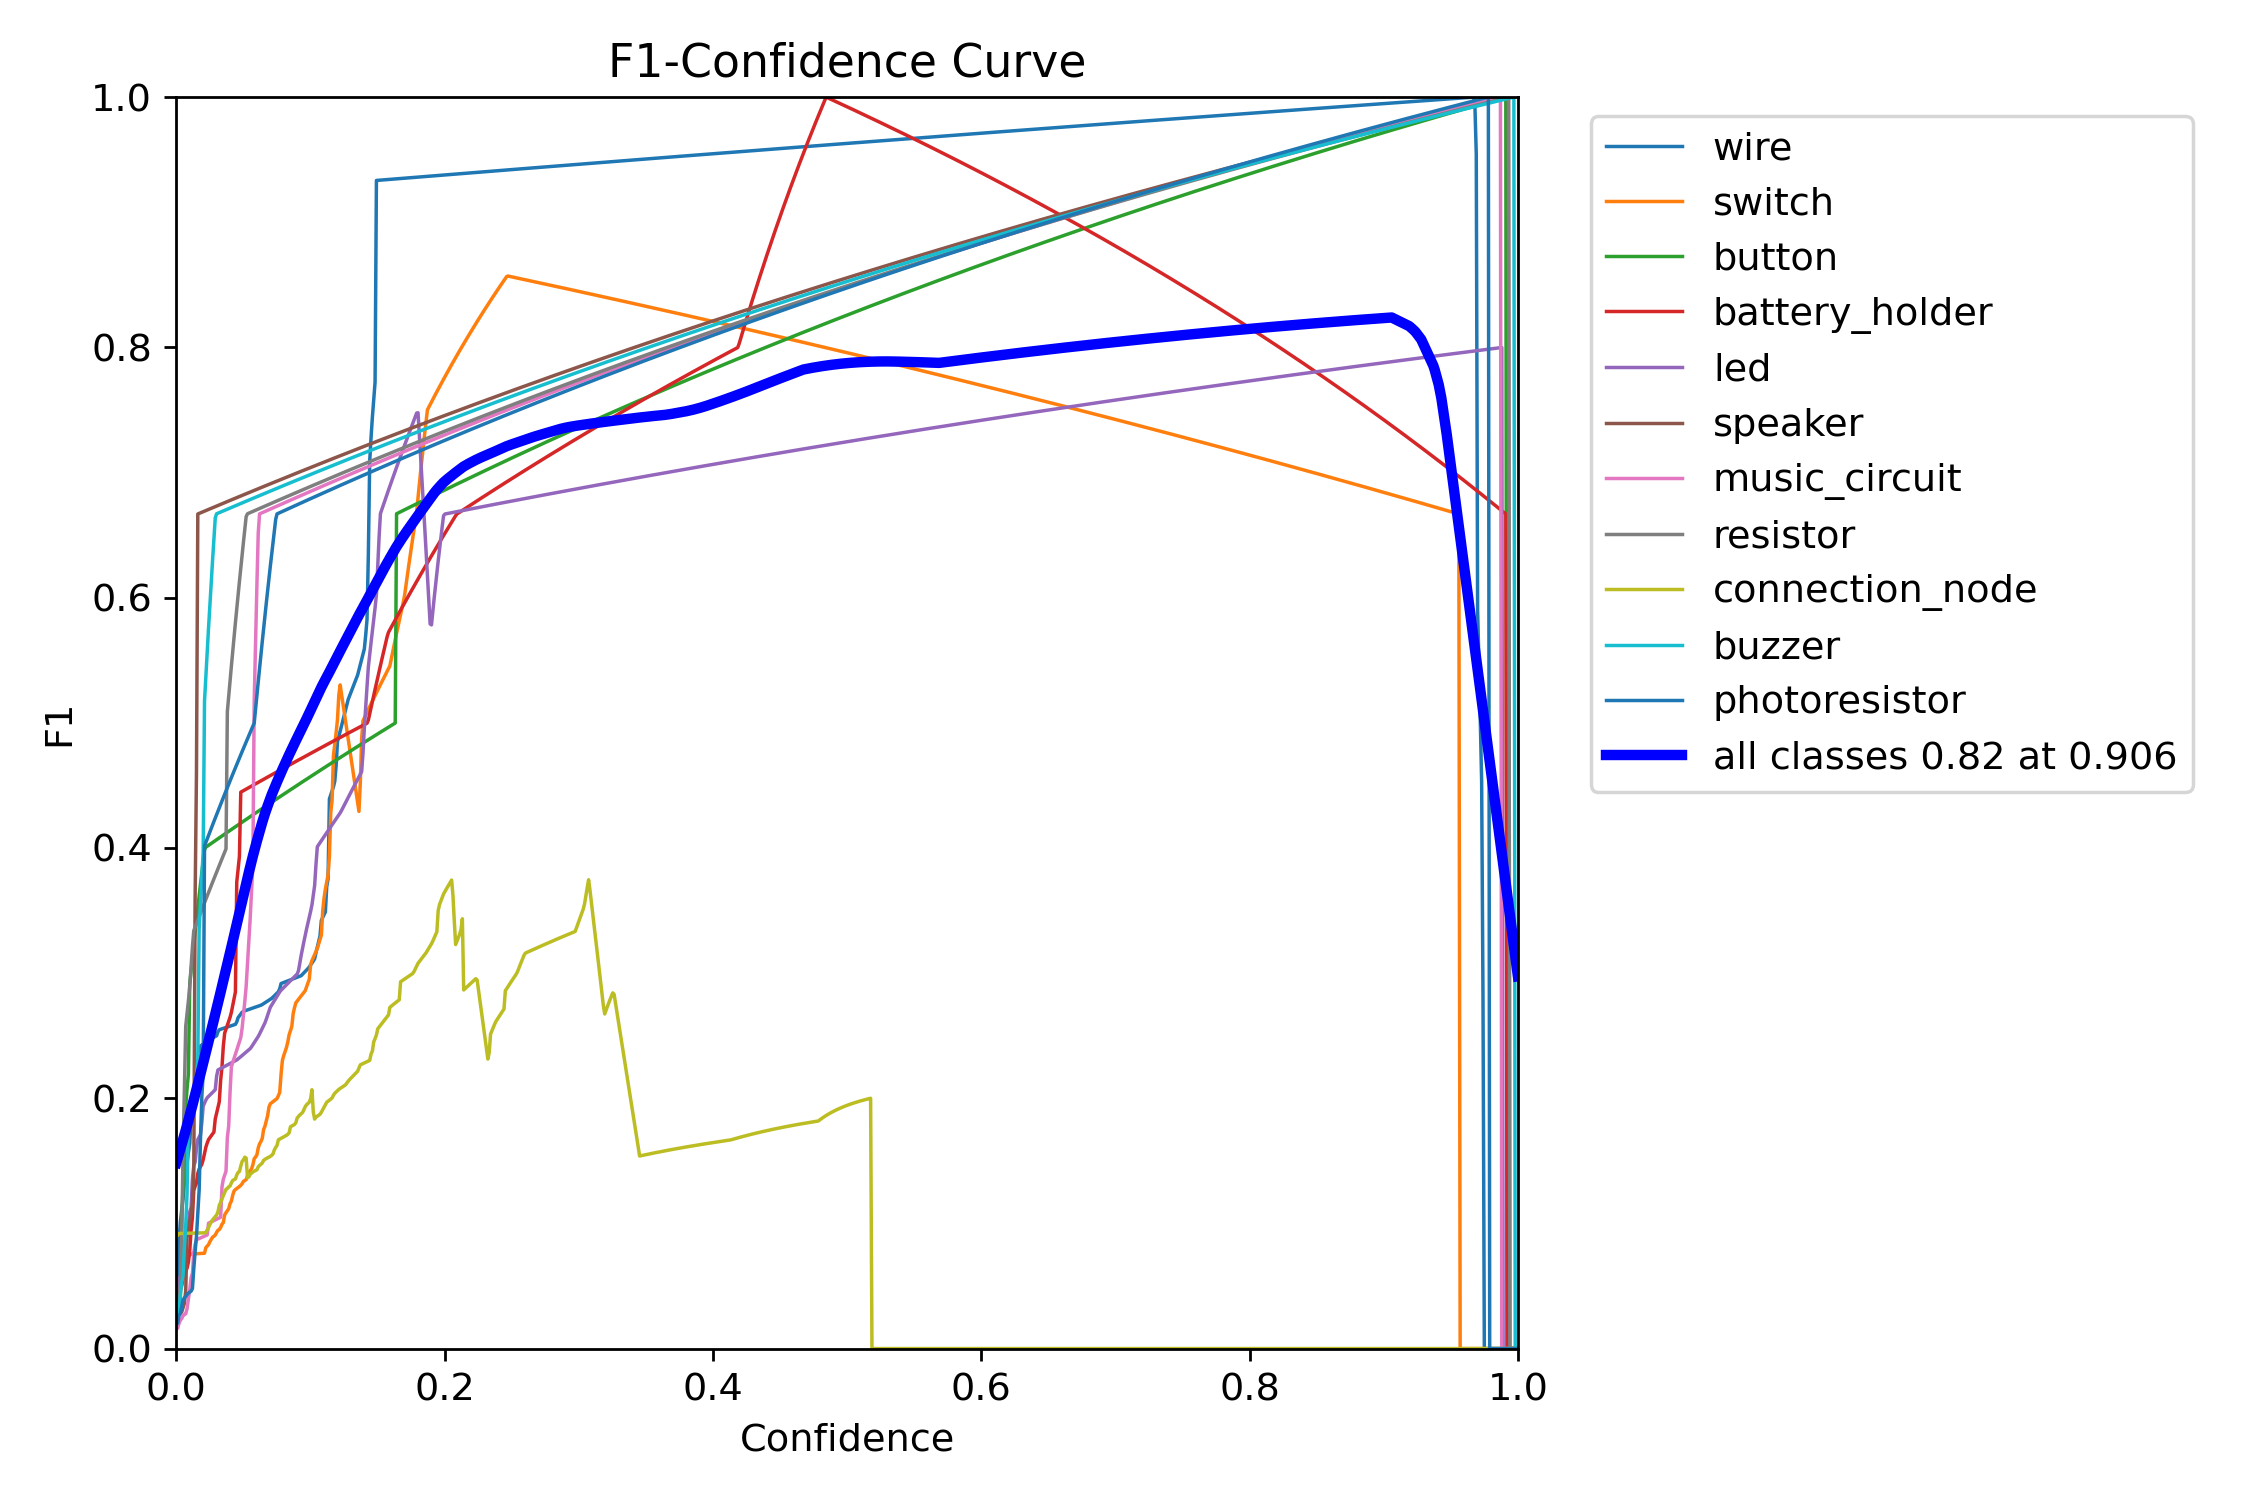 F1-Confidence Curve
1.0
0.8
0.6
0.4
0.2
0.0
F1
0.0 0.2 0.4 0.6 0.8 1.0
Confidence
wire
switch
button
battery_holder
led
speaker
music_circuit
resistor
connection_node
buzzer
photoresistor
all classes 0.82 at 0.906